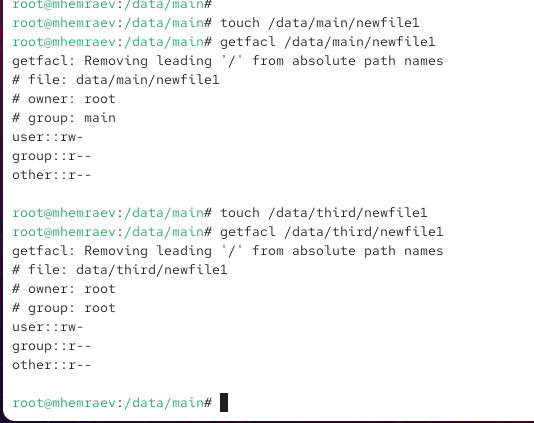 root@mhemraev:/data/main#
root@mhemraev:/data/main# touch /data/main/newfile1
root@mhemraev:/data/main# getfacl /data/main/newfile1
getfacl: Removing leading '/' from absolute path names
# file: data/main/newfile1
# owner: root
# group: main
user::rw-
group::r--
other::r--

root@mhemraev:/data/main# touch /data/third/newfile1
root@mhemraev:/data/main# getfacl /data/third/newfile1
getfacl: Removing leading '/' from absolute path names
# file: data/third/newfile1
# owner: root
# group: root
user::rw-
group::r--
other::r--

root@mhemraev:/data/main#